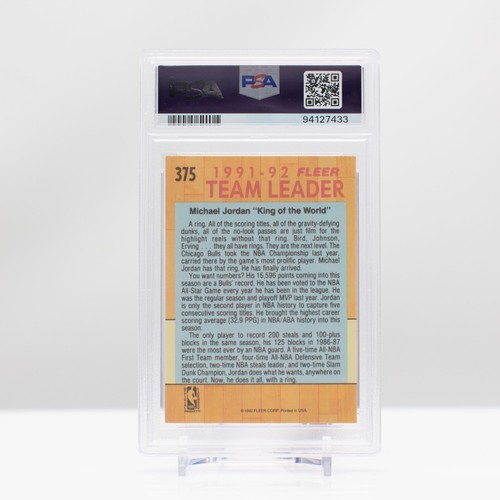 PSA
94127433
375
1991-92 FLEER
TEAM LEADER
Michael Jordan "King of the World"
A ring. All of the scoring titles, all of the gravity-defying
dunks, all of the no-look passes are just film for the
highlight reels without that ring. Bird, Johnson,
Erving . . . they all have rings. They are the next level. The
Chicago Bulls took the NBA Championship last year,
carried there by the game's most prolific player. Michael
Jordan has that ring. He has finally arrived.
You want numbers? His 16,596 points coming into this
season are a Bulls' record. He has been voted to the NBA
All-Star Game every year he has been in the league. He
was the regular season and playoff MVP last year. Jordan
is only the second player in NBA history to capture five
consecutive scoring titles. He brought the highest career
scoring average (32.9 PPG) in NBA/ABA history into this
season.
The only player to record 200 steals and 100-plus
blocks in the same season, his 125 blocks in 1986-87
were the most ever by an NBA guard. A five-time All-NBA
First Team member, four-time All-NBA Defensive Team
selection, two-time NBA steals leader, and two-time Slam
Dunk Champion, Jordan does what he wants, anywhere on
the court. Now, he does it all, with a ring.
FLEER CORP. Printed in USA